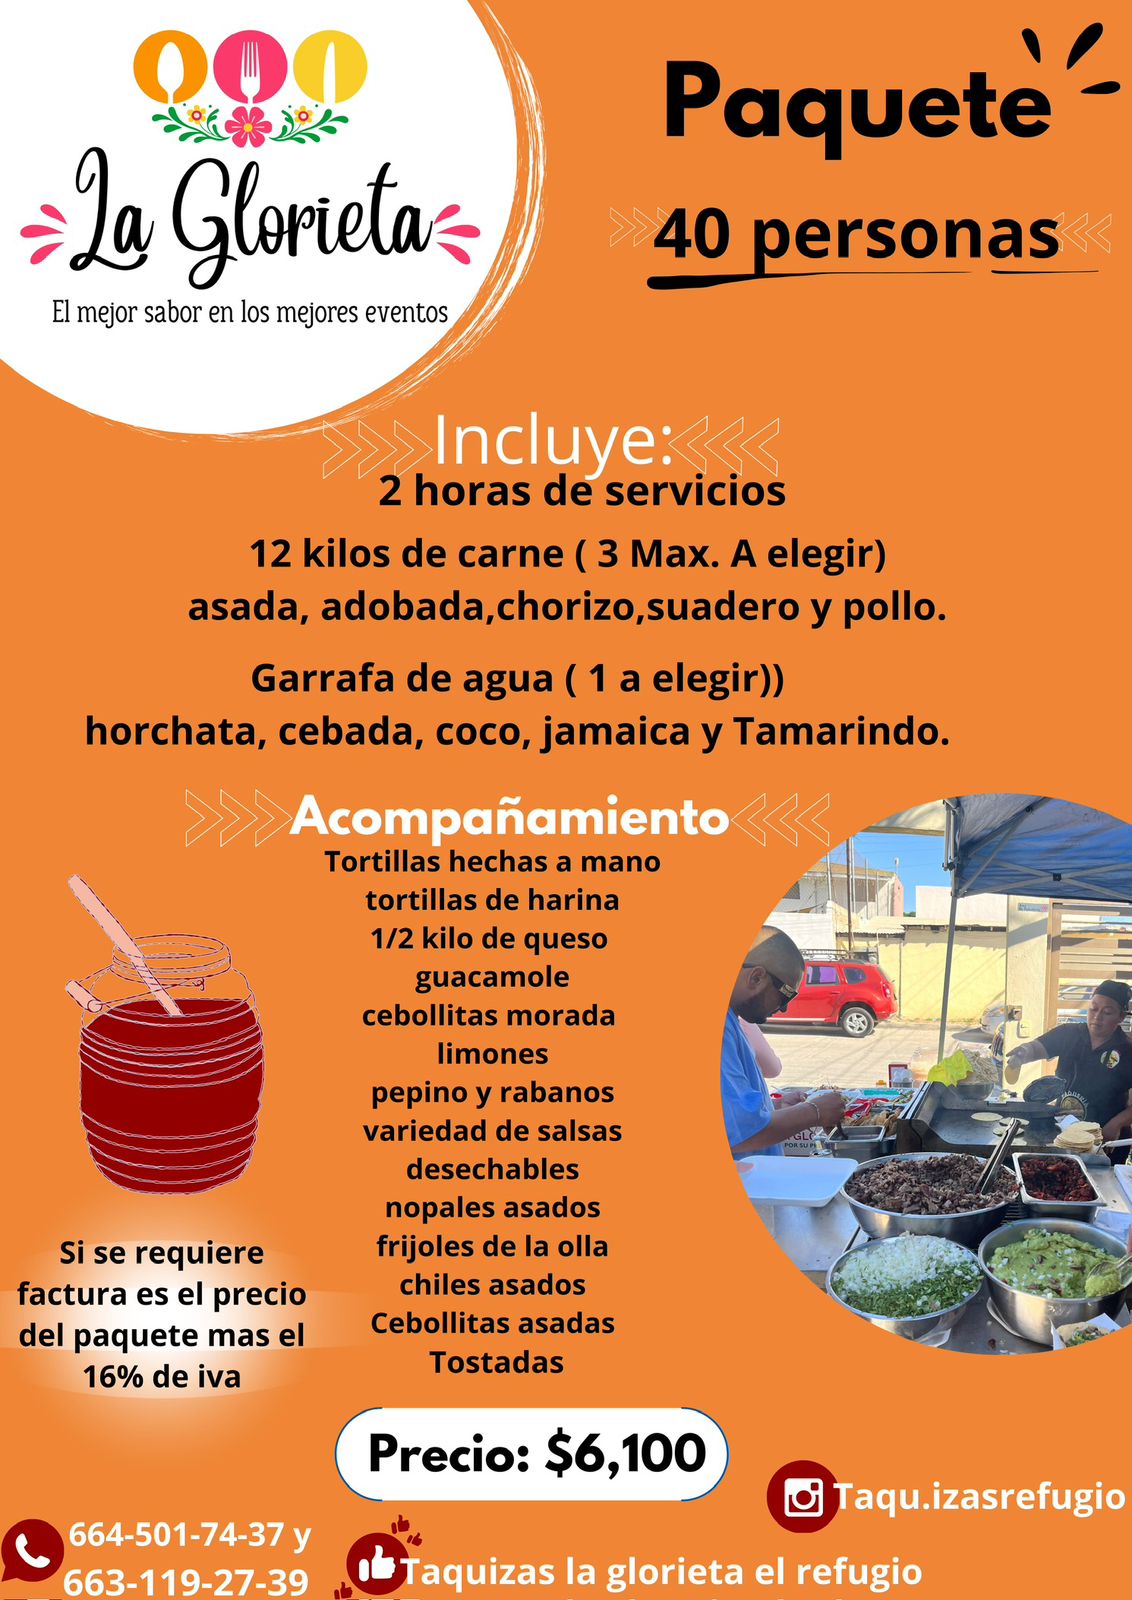 La Glorieta
El mejor sabor en los mejores eventos
Paquete
40 personas
Incluye:
2 horas de servicios
12 kilos de carne ( 3 Max. A elegir)
asada, adobada,chorizo,suadero y pollo.
Garrafa de agua ( 1 a elegir))
horchata, cebada, coco, jamaica y Tamarindo.
Acompañamiento
Tortillas hechas a mano
tortillas de harina
1/2 kilo de queso
guacamole
cebollitas morada
limones
pepino y rabanos
variedad de salsas
desechables
nopales asados
frijoles de la olla
chiles asados
Cebollitas asadas
Tostadas
Si se requiere
factura es el precio
del paquete mas el
16% de iva
Precio: $6,100
Taqu.izasrefugio
664-501-74-37 y
663-119-27-39
Taquizas la glorieta el refugio